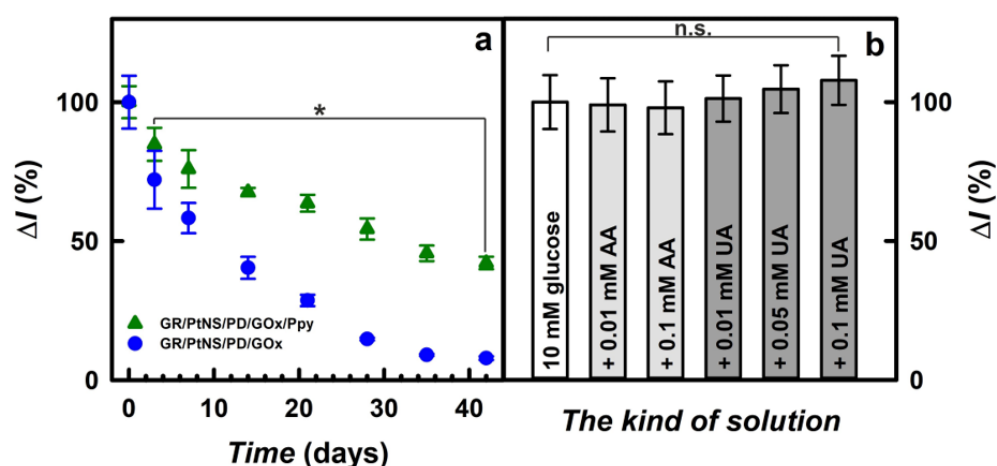 a
*
100
50
0
ΔI (%)
GR/PtNS/PD/GOx/Ppy
GR/PtNS/PD/GOx
0 10 20 30 40
Time (days)
b
n.s.
10 mM glucose
+ 0.01 mM AA
+ 0.1 mM AA
+ 0.01 mM UA
+ 0.05 mM UA
+ 0.1 mM UA
100
50
0
ΔI (%)
The kind of solution